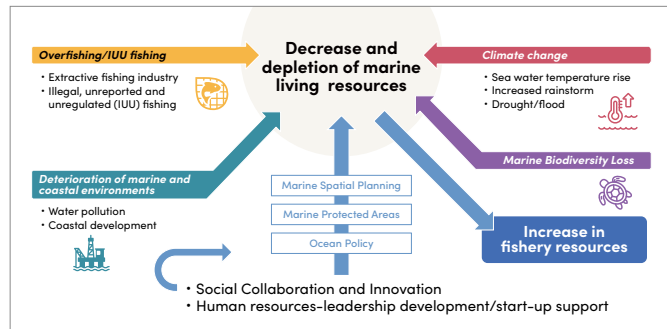 Overfishing/IUU fishing
• Extractive fishing industry
• Illegal, unreported and
unregulated (IUU) fishing
Decrease and
depletion of marine
living resources
Climate change
• Sea water temperature rise
• Increased rainstorm
• Drought/flood
Deterioration of marine and
coastal environments
• Water pollution
• Coastal development
Marine Biodiversity Loss
Marine Spatial Planning
Marine Protected Areas
Ocean Policy
Increase in
fishery resources
• Social Collaboration and Innovation
• Human resources-leadership development/start-up support